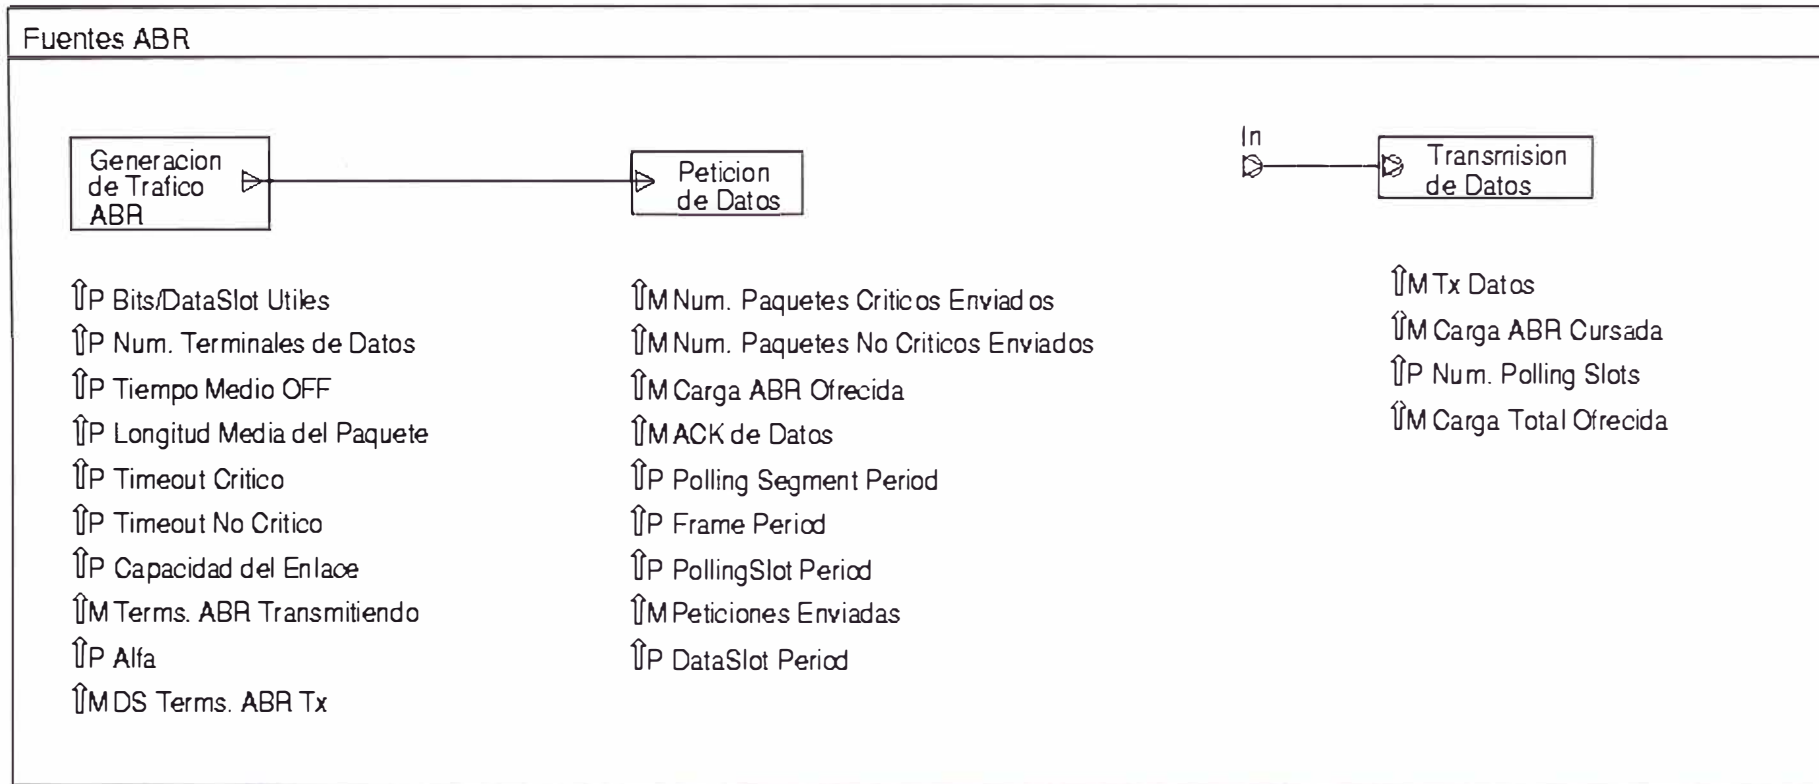 Fuentes ABR
Generacion
de Trafico
ABR
Peticion
de Datos
In
Transmision
de Datos
⇑P Bits/DataSlot Utiles
⇑P Num. Terminales de Datos
⇑P Tiempo Medio OFF
⇑P Longitud Media del Paquete
⇑P Timeout Critico
⇑P Timeout No Critico
⇑P Capacidad del Enlace
⇑M Terms. ABR Transmitiendo
⇑P Alfa
⇑M DS Terms. ABR Tx
⇑M Num. Paquetes Criticos Enviados
⇑M Num. Paquetes No Criticos Enviados
⇑M Carga ABR Ofrecida
⇑M ACK de Datos
⇑P Polling Segment Period
⇑P Frame Period
⇑P PollingSlot Period
⇑M Peticiones Enviadas
⇑P DataSlot Period
⇑M Tx Datos
⇑M Carga ABR Cursada
⇑P Num. Polling Slots
⇑M Carga Total Ofrecida